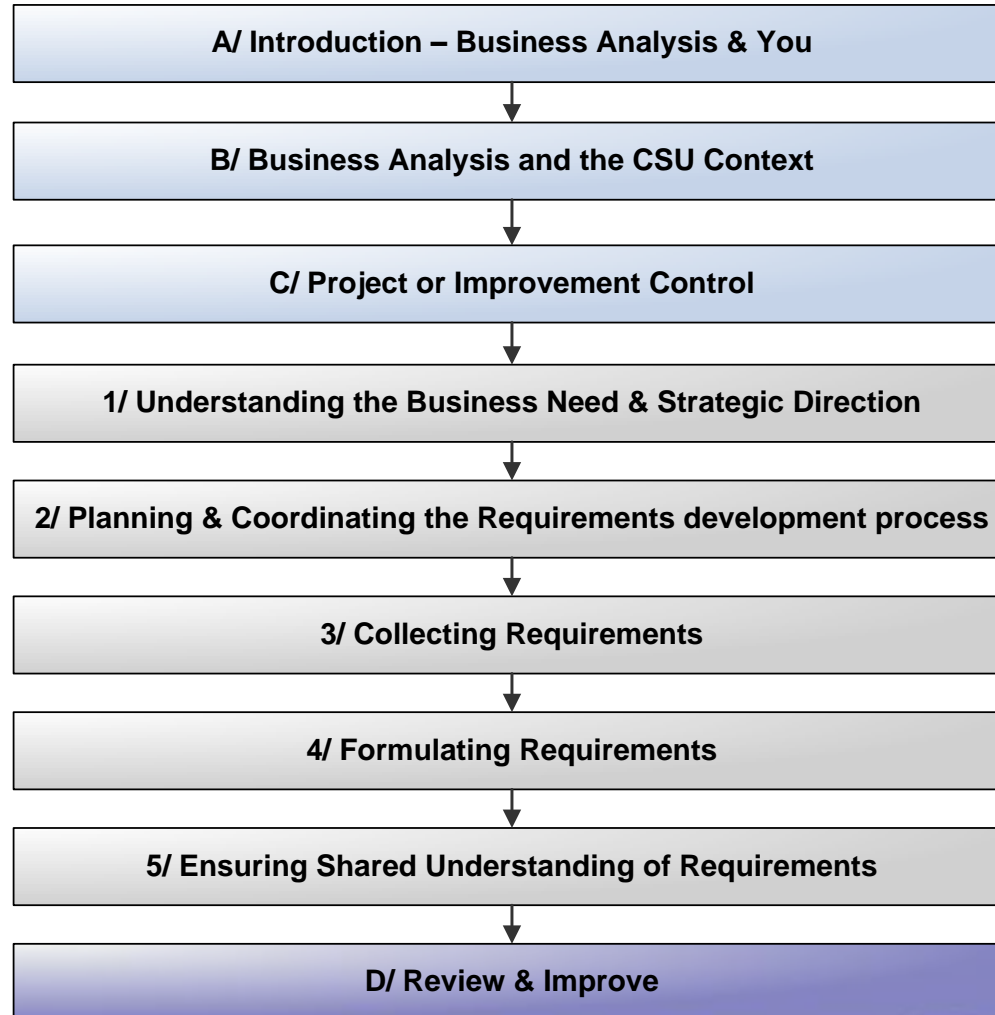 A/ Introduction – Business Analysis & You
B/ Business Analysis and the CSU Context
C/ Project or Improvement Control
1/ Understanding the Business Need & Strategic Direction
2/ Planning & Coordinating the Requirements development process
3/ Collecting Requirements
4/ Formulating Requirements
5/ Ensuring Shared Understanding of Requirements
D/ Review & Improve